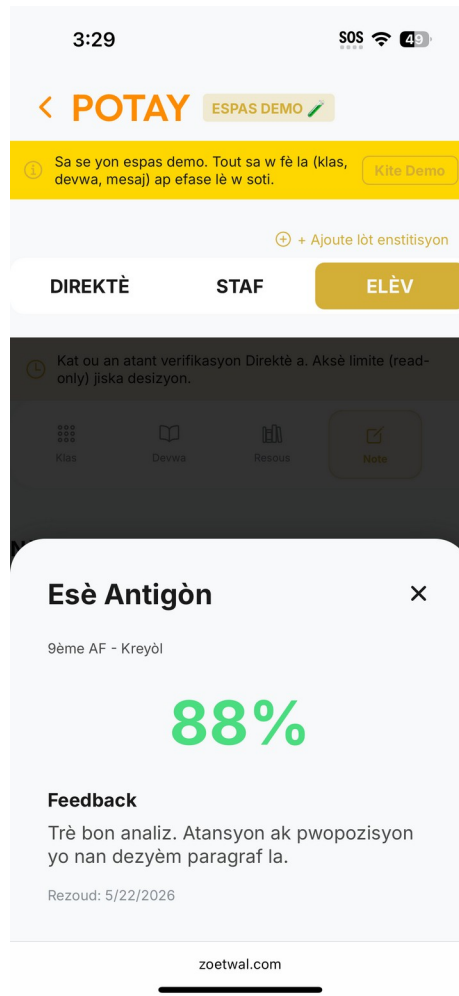 3:29
SOS
49
POTAY
ESPAS DEMO
Sa se yon espas demo. Tout sa w fè la (klas,
devwa, mesaj) ap efase lè w soti.
Kite Demo
+ Ajoute lòt enstitisyon
DIREKTÈ
STAF
ELÈV
Kat ou an atant verifikasyon Direktè a. Aksè limite (read-
only) jiska desizyon.
Klas
Devwa
Resous
Note
Esè Antigòn
9ème AF - Kreyòl
88%
Feedback
Trè bon analiz. Atansyon ak pwopozisyon
yo nan dezyèm paragraf la.
Rezoud: 5/22/2026
zoetwal.com